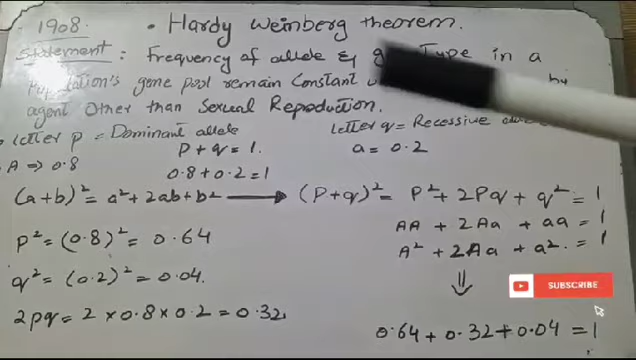 1908. • Hardy Weinberg theorem.
Statement: Frequency of allele & Type in a
Population's gene pool remain Constant by
agent Other than Sexual Reproduction.
letter p = Dominant allele letter q = Recessive
A => 0.8 P+q = 1. a = 0.2
0.8+0.2=1
(a+b)² = a²+2ab+b² → (P+q)² = P²+2Pq+q² = 1
AA + 2Aa + aa = 1
P² = (0.8)² = 0.64
A² + 2Aa + a². = 1
q² = (0.2)² = 0.04.
⇓
SUBSCRIBE
2pq = 2×0.8×0.2 = 0.32
0.64+0.32+0.04 = 1